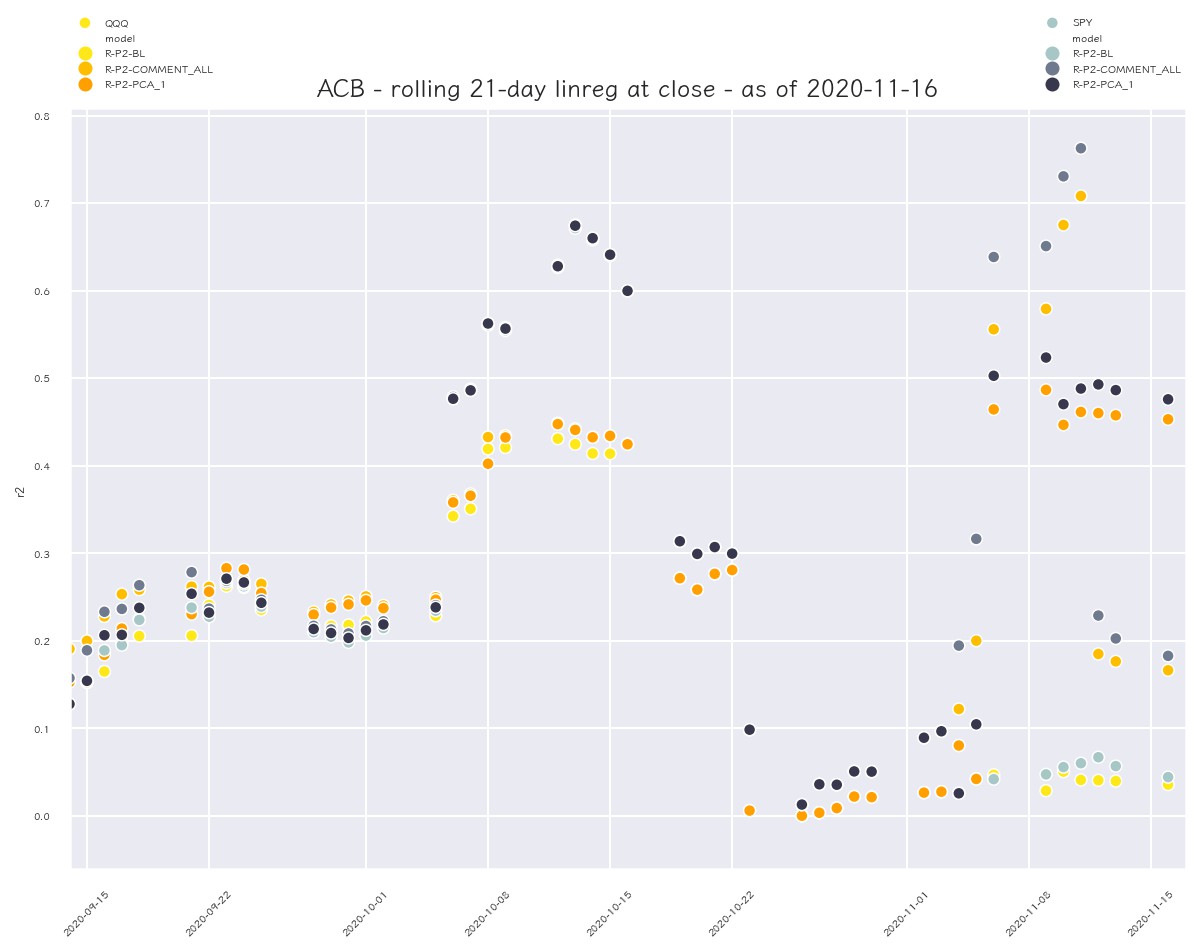 QQQ
model
R-P2-BL
R-P2-COMMENT_ALL
R-P2-PCA_1
SPY
model
R-P2-BL
R-P2-COMMENT_ALL
R-P2-PCA_1
ACB - rolling 21-day linreg at close - as of 2020-11-16
0.8
0.7
0.6
0.5
0.4
0.3
0.2
0.1
0.0
r2
2020-09-15
2020-09-22
2020-10-01
2020-10-08
2020-10-15
2020-10-22
2020-11-01
2020-11-08
2020-11-15